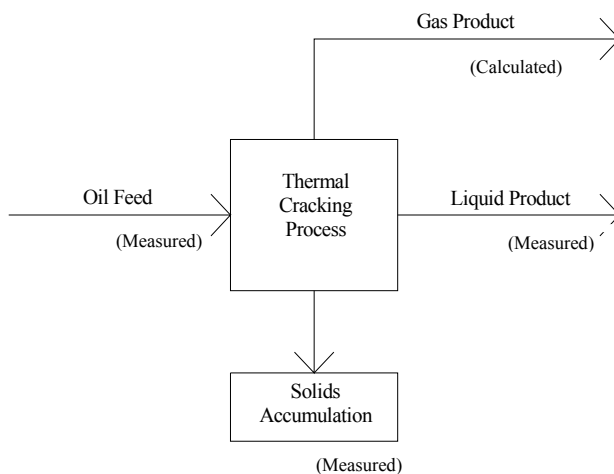 Gas Product
(Calculated)
Thermal
Cracking
Process
Oil Feed
(Measured)
Liquid Product
(Measured)
Solids
Accumulation
(Measured)